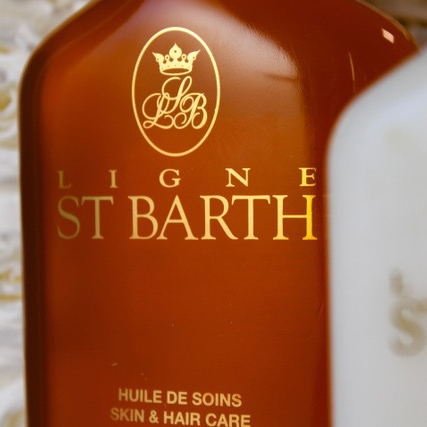 LSB
LIGNE
ST BARTH
HUILE DE SOINS
SKIN & HAIR CARE